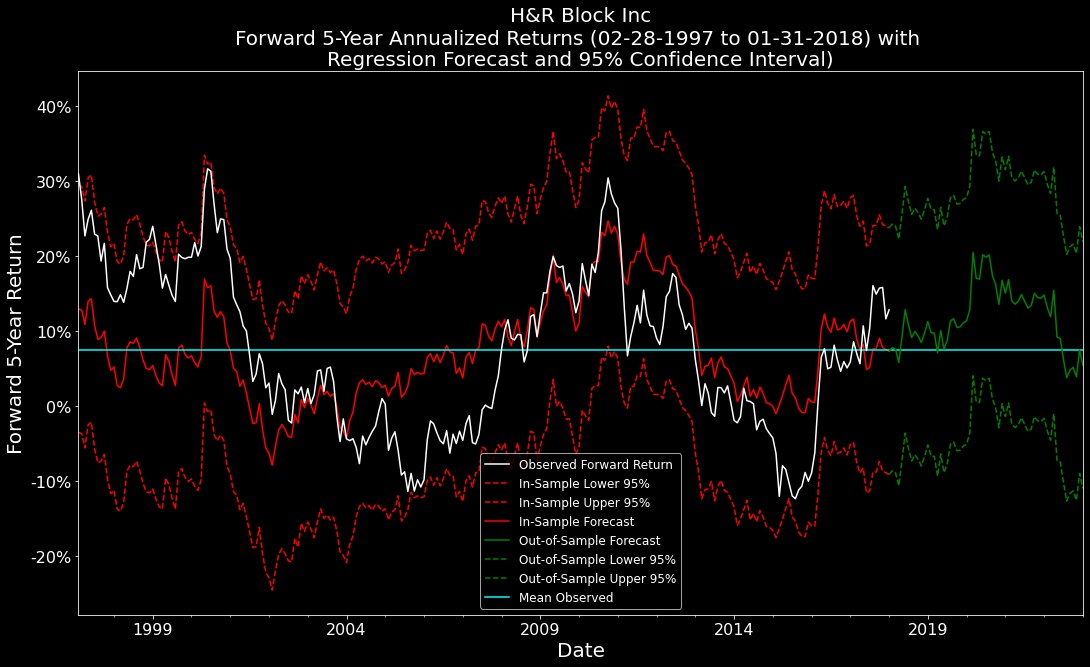 H&R Block Inc
Forward 5-Year Annualized Returns (02-28-1997 to 01-31-2018) with
Regression Forecast and 95% Confidence Interval)
Forward 5-Year Return
40%
30%
20%
10%
0%
-10%
-20%
Observed Forward Return
In-Sample Lower 95%
In-Sample Upper 95%
In-Sample Forecast
Out-of-Sample Forecast
Out-of-Sample Lower 95%
Out-of-Sample Upper 95%
Mean Observed
1999
2004
2009
2014
2019
Date